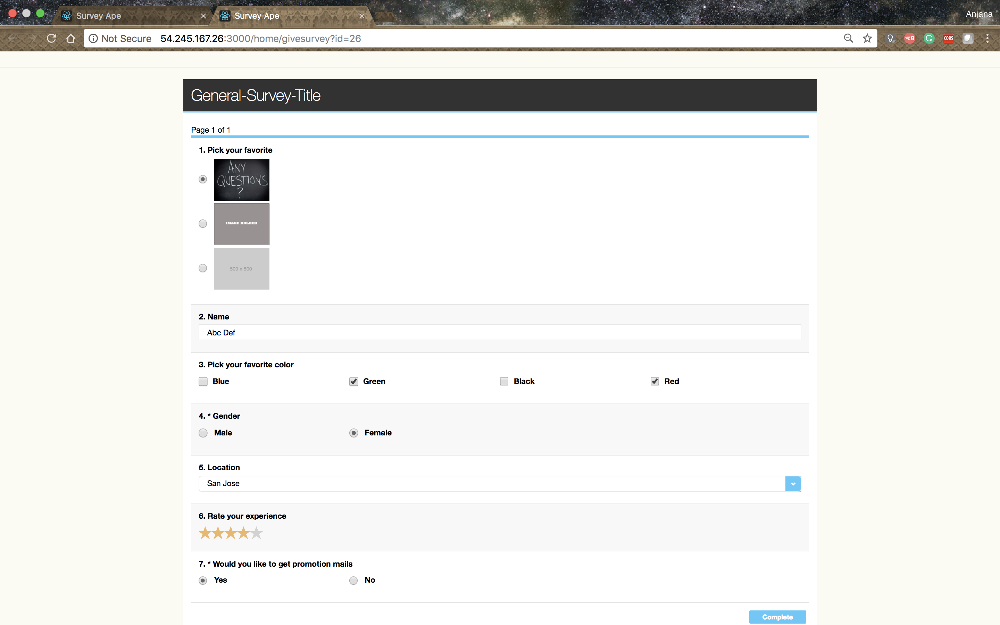 Survey Ape
Survey Ape
Anjana
Not Secure 54.245.167.26:3000/home/givesurvey?id=26
B
G
CORS
General-Survey-Title
Page 1 of 1
1. Pick your favorite
ANY
QUESTIONS
?
IMAGE HOLDER
500 x 500
2. Name
Abc Def
3. Pick your favorite color
Blue Green Black Red
4. * Gender
Male Female
5. Location
San Jose
6. Rate your experience
7. * Would you like to get promotion mails
Yes No
Complete